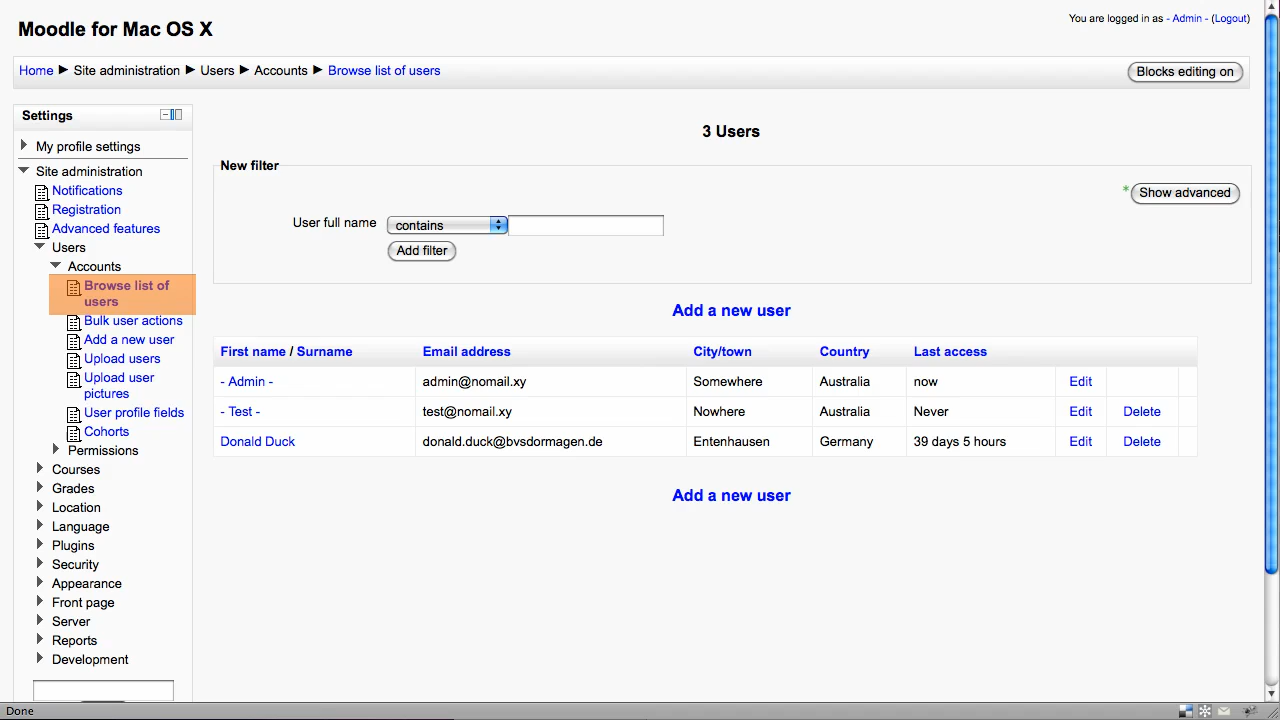 Moodle for Mac OS X
You are logged in as - Admin - (Logout)
Home ► Site administration ► Users ► Accounts ► Browse list of users
Blocks editing on
Settings
My profile settings
Site administration
Notifications
Registration
Advanced features
Users
Accounts
Browse list of
users
Bulk user actions
Add a new user
Upload users
Upload user
pictures
User profile fields
Cohorts
Permissions
Courses
Grades
Location
Language
Plugins
Security
Appearance
Front page
Server
Reports
Development
3 Users
New filter
* Show advanced
User full name contains
Add filter
Add a new user
First name / Surname Email address City/town Country Last access
- Admin - admin@nomail.xy Somewhere Australia now Edit
- Test - test@nomail.xy Nowhere Australia Never Edit Delete
Donald Duck donald.duck@bvsdormagen.de Entenhausen Germany 39 days 5 hours Edit Delete
Add a new user
Done